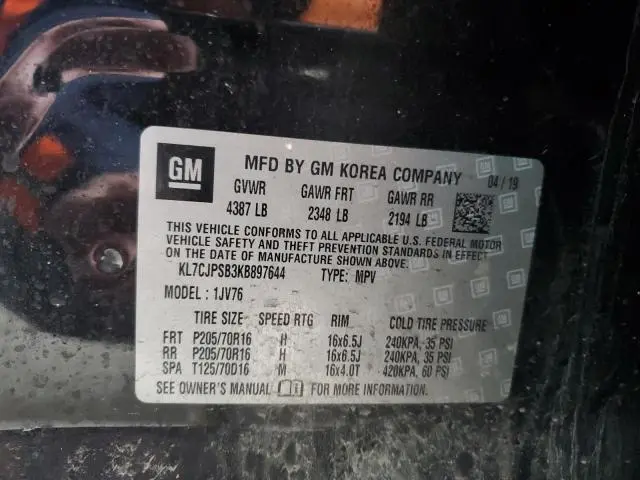 GM MFD BY GM KOREA COMPANY 04/19
GVWR GAWR FRT GAWR RR
4387 LB 2348 LB 2194 LB
THIS VEHICLE CONFORMS TO ALL APPLICABLE U.S. FEDERAL MOTOR
VEHICLE SAFETY AND THEFT PREVENTION STANDARDS IN EFFECT
ON THE DATE OF MANUFACTURE SHOWN ABOVE.
KL7CJPSB3KB897644 TYPE: MPV
MODEL: 1JV76
TIRE SIZE SPEED RTG RIM COLD TIRE PRESSURE
FRT P205/70R16 H 16x6.5J 240KPA, 35 PSI
RR P205/70R16 H 16x6.5J 240KPA, 35 PSI
SPA T125/70D16 M 16x4.0T 420KPA, 60 PSI
SEE OWNER'S MANUAL FOR MORE INFORMATION.